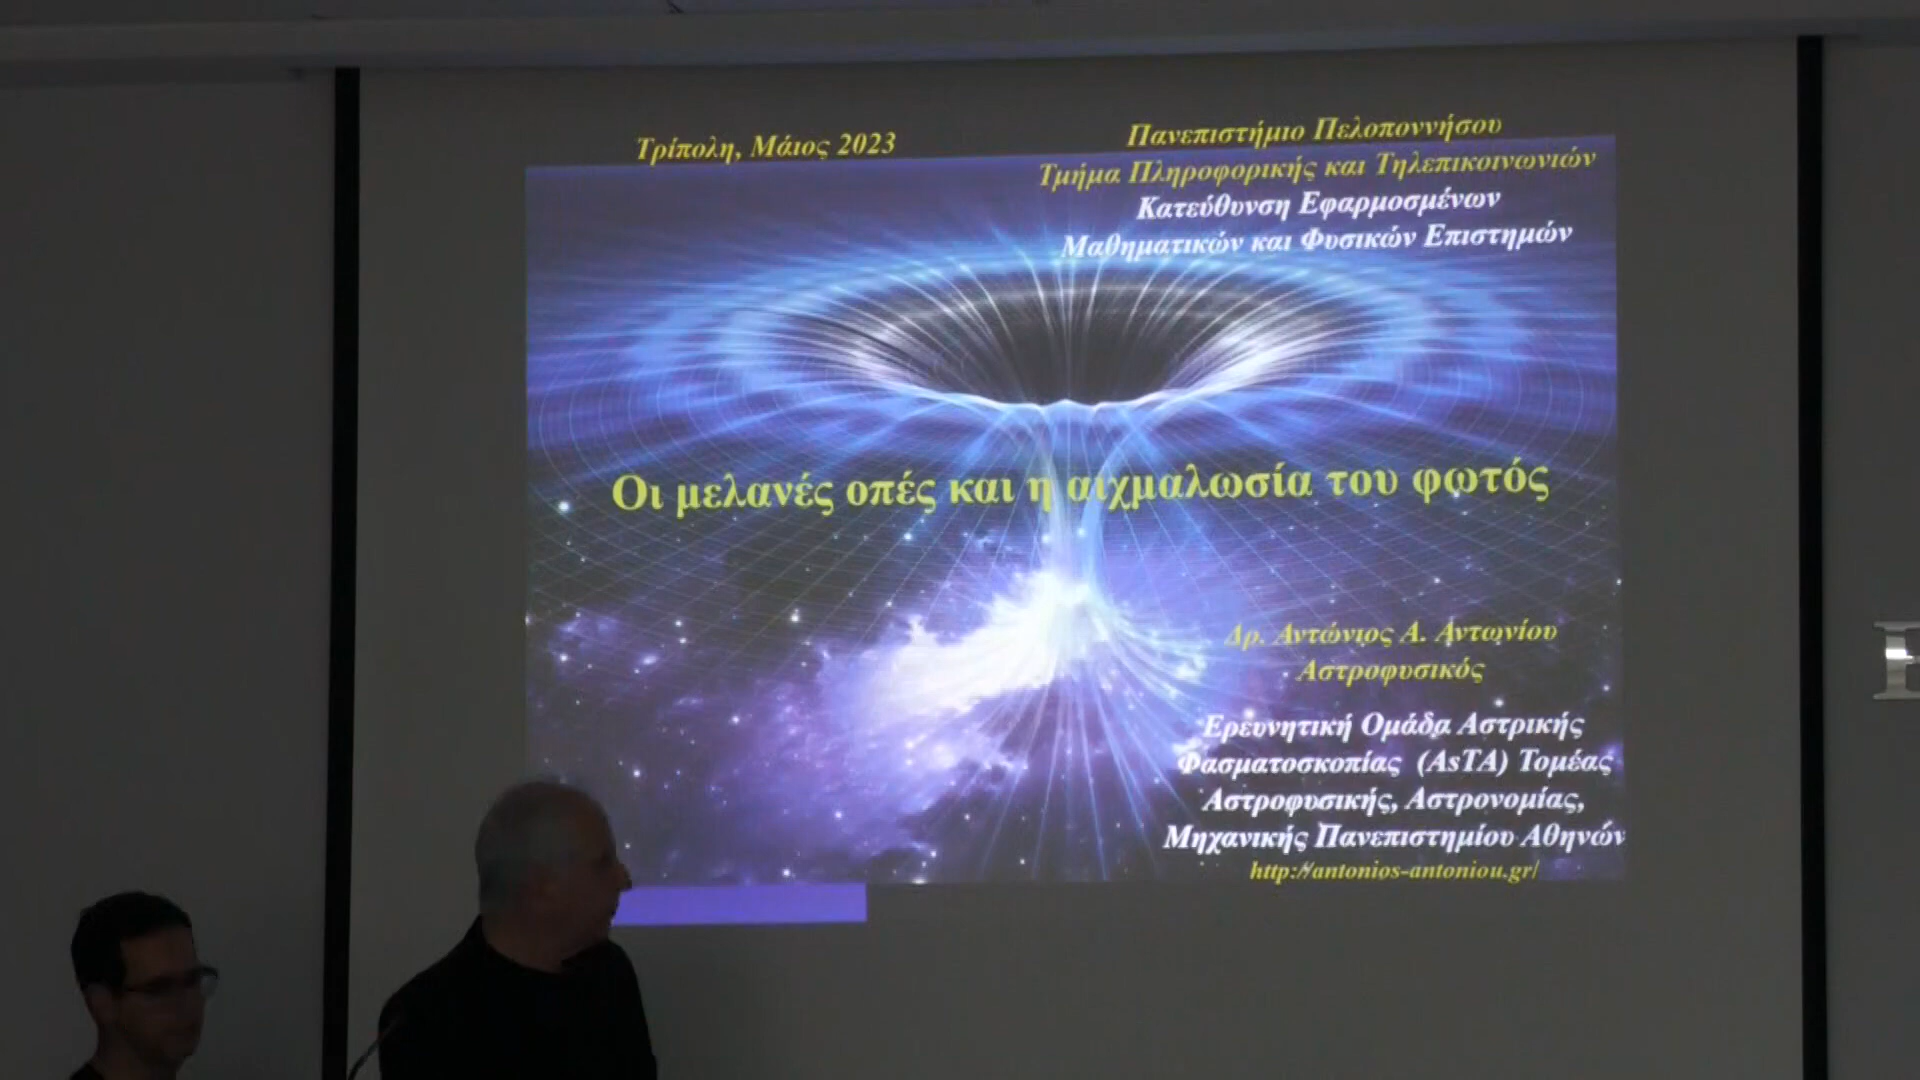 Τρίπολη, Μάιος 2023
Πανεπιστήμιο Πελοποννήσου
Τμήμα Πληροφορικής και Τηλεπικοινωνιών
Κατεύθυνση Εφαρμοσμένων
Μαθηματικών και Φυσικών Επιστημών
Οι μελανές οπές και η αιχμαλωσία του φωτός
Δρ. Αντώνιος Α. Αντωνίου
Αστροφυσικός
Ερευνητική Ομάδα Αστρικής
Φασματοσκοπίας (AsTA) Τομέας
Αστροφυσικής, Αστρονομίας,
Μηχανικής Πανεπιστημίου Αθηνών
http://antonios-antoniou.gr/